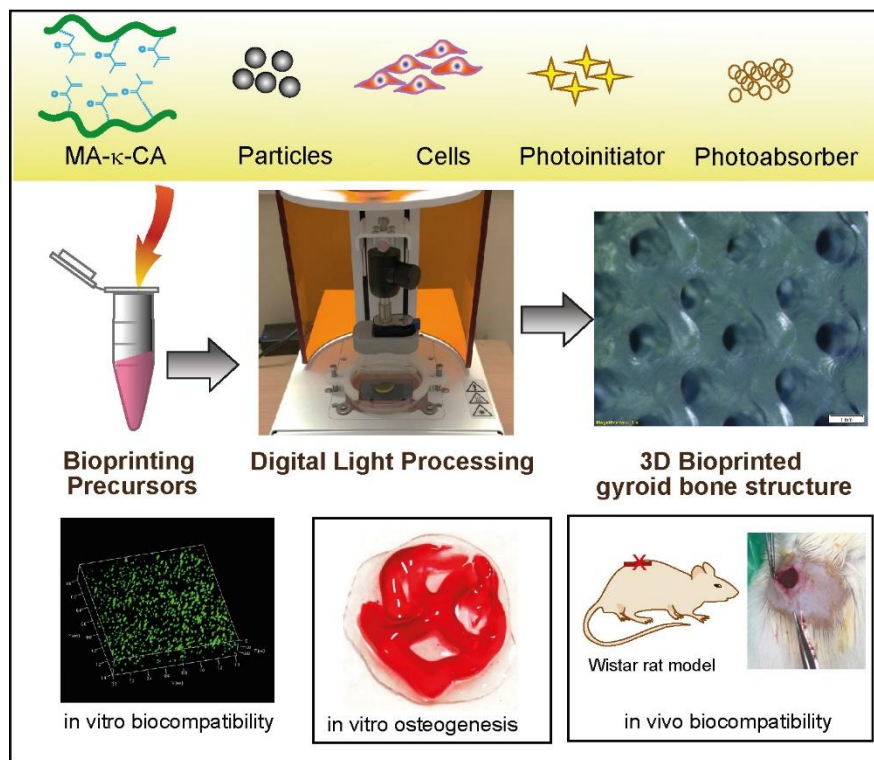 MA-κ-CA
Particles
Cells
Photoinitiator
Photoabsorber
Bioprinting
Precursors
Digital Light Processing
3D Bioprinted
gyroid bone structure
in vitro biocompatibility
in vitro osteogenesis
Wistar rat model
in vivo biocompatibility